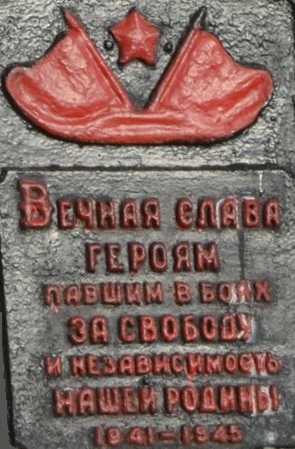 Вечная слава
героям
павшим в боях
за свободу
и независимость
нашей Родины
1941-1945